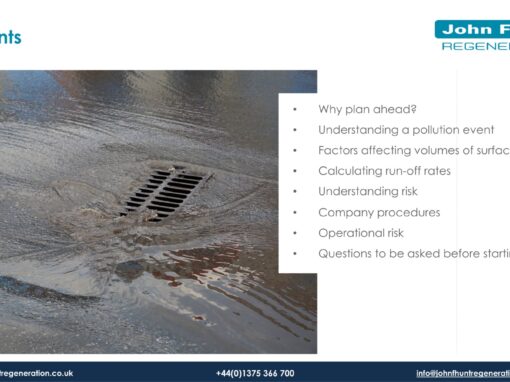 nts
John F
REGENE
• Why plan ahead?
• Understanding a pollution event
• Factors affecting volumes of surfac
• Calculating run-off rates
• Understanding risk
• Company procedures
• Operational risk
• Questions to be asked before startin
tregeneration.co.uk
+44(0)1375 366 700
info@johnfhuntregenerati